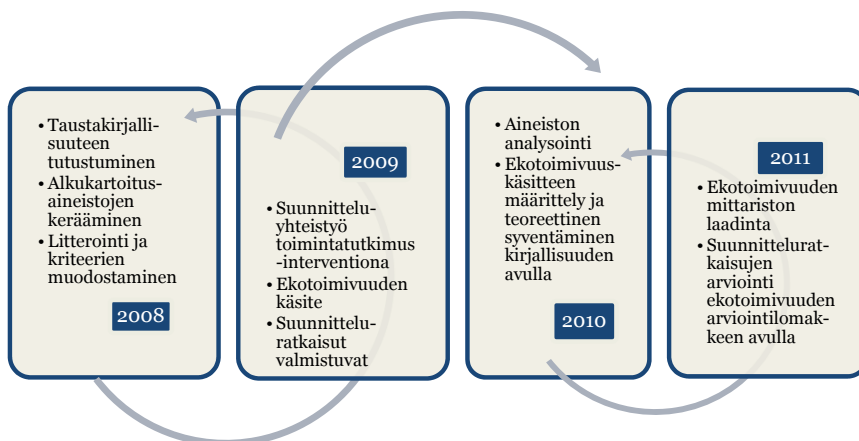 • Taustakirjalli-
suuteen
tutustuminen
• Alkukartoitus-
aineistojen
kerääminen
• Litterointi ja
kriteerien
muodostaminen
2008
2009
• Suunnittelu-
yhteistyö
toimintatutkimus
-interventiona
• Ekotoimivuuden
käsite
• Suunnittelu-
ratkaisut
valmistuvat
• Aineiston
analysointi
• Ekotoimivuus-
käsitteen
määrittely ja
teoreettinen
syventäminen
kirjallisuuden
avulla
2010
2011
• Ekotoimivuuden
mittariston
laadinta
• Suunnittelurat-
kaisujen
arviointi
ekotoimivuuden
arviointilomak-
keen avulla